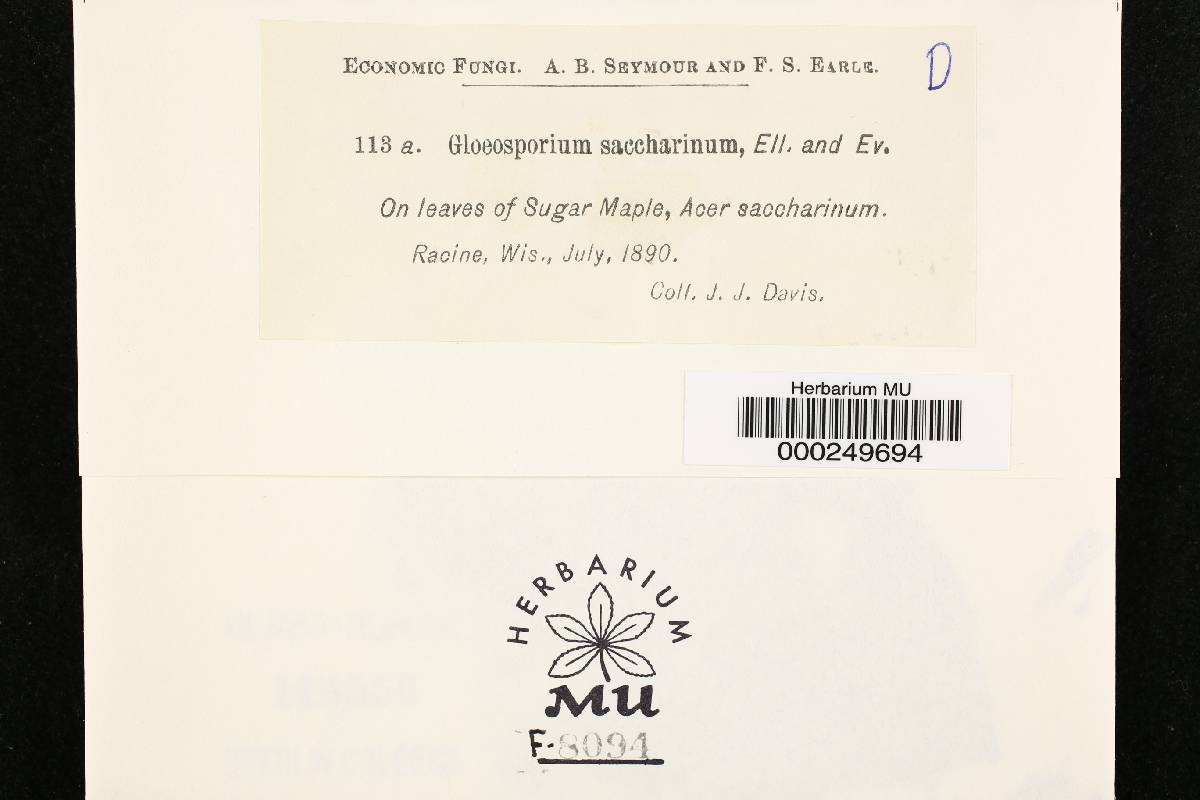 ECONOMIC FUNGI. A. B. SEYMOUR AND F. S. EARLE.
D
113 a. Gloeosporium saccharinum, Ell. and Ev.
On leaves of Sugar Maple, Acer saccharinum.
Racine, Wis., July, 1890.
Coll. J. J. Davis.
Herbarium MU
000249694
HERBARIUM
MU
F-8094